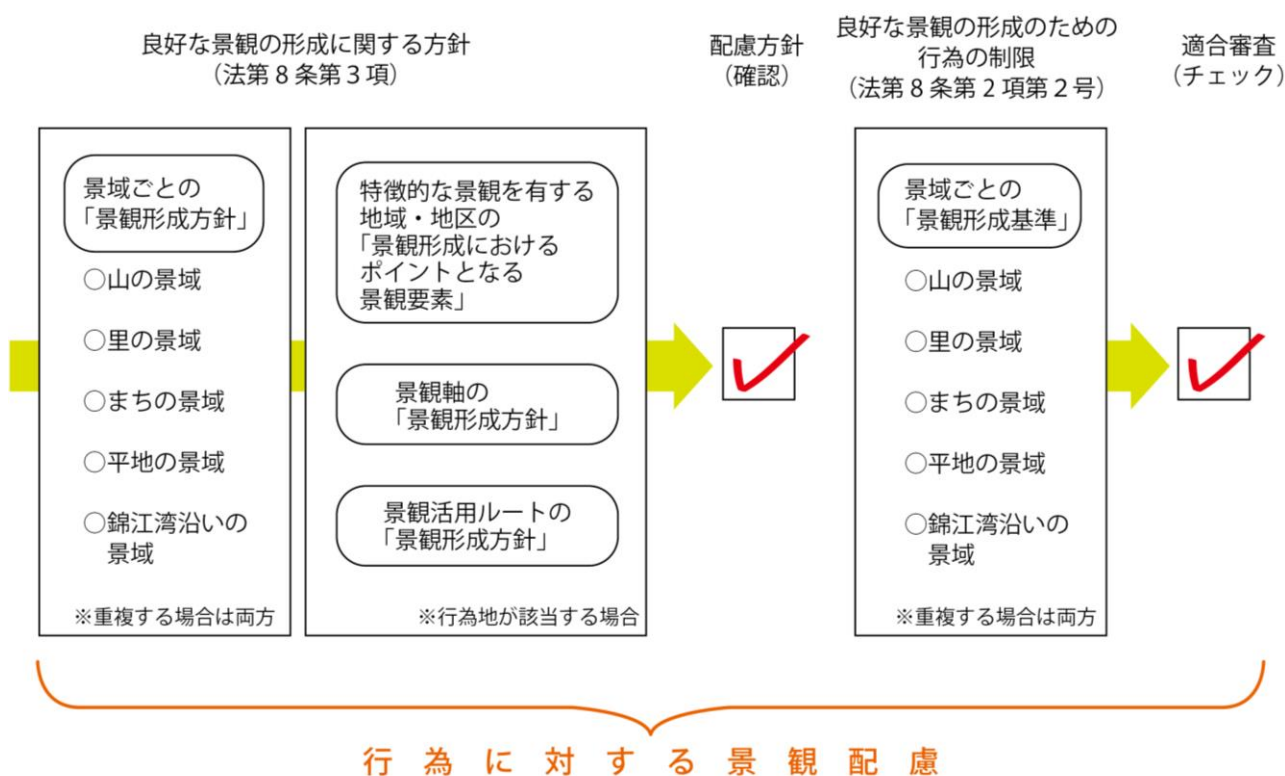 良好な景観の形成に関する方針
（法第８条第３項）
配慮方針
（確認）
良好な景観の形成のための
行為の制限
（法第８条第２項第２号）
適合審査
（チェック）
景域ごとの
「景観形成方針」
○山の景域
○里の景域
○まちの景域
○平地の景域
○錦江湾沿いの
景域
※重複する場合は両方
特徴的な景観を有する
地域・地区の
「景観形成における
ポイントとなる
景観要素」
景観軸の
「景観形成方針」
景観活用ルートの
「景観形成方針」
※行為地が該当する場合
景域ごとの
「景観形成基準」
○山の景域
○里の景域
○まちの景域
○平地の景域
○錦江湾沿いの
景域
※重複する場合は両方
行為に対する景観配慮